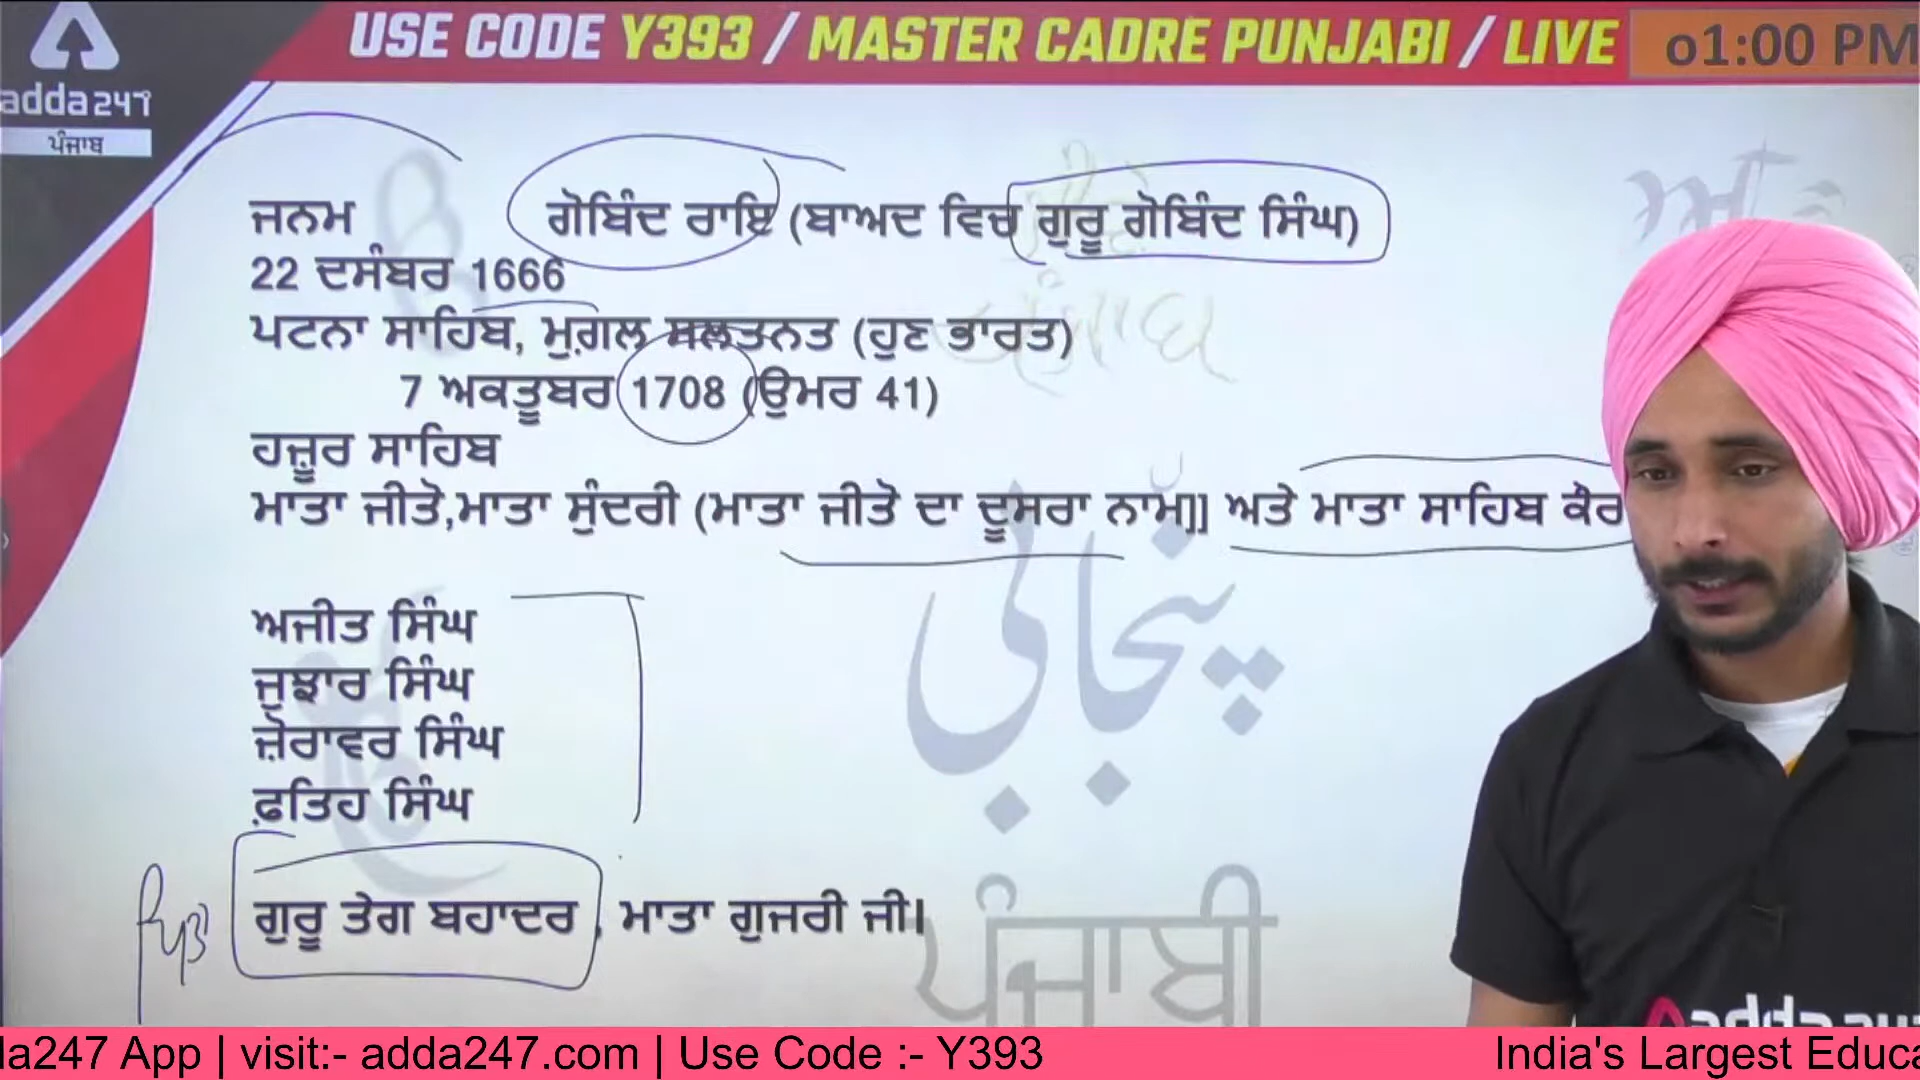 USE CODE Y393 / MASTER CADRE PUNJABI / LIVE
o1:00 PM
adda247
ਪੰਜਾਬ
ਜਨਮ ਗੋਬਿੰਦ ਰਾਇ (ਬਾਅਦ ਵਿਚ ਗੁਰੂ ਗੋਬਿੰਦ ਸਿੰਘ)
22 ਦਸੰਬਰ 1666
ਪਟਨਾ ਸਾਹਿਬ, ਮੁਗ਼ਲ ਸਲਤਨਤ (ਹੁਣ ਭਾਰਤ)
7 ਅਕਤੂਬਰ 1708 (ਉਮਰ 41)
ਹਜ਼ੂਰ ਸਾਹਿਬ
ਮਾਤਾ ਜੀਤੋ,ਮਾਤਾ ਸੁੰਦਰੀ (ਮਾਤਾ ਜੀਤੋ ਦਾ ਦੂਸਰਾ ਨਾਮ]] ਅਤੇ ਮਾਤਾ ਸਾਹਿਬ ਕੌਰ
ਅਜੀਤ ਸਿੰਘ
ਜੁਝਾਰ ਸਿੰਘ
ਜ਼ੋਰਾਵਰ ਸਿੰਘ
ਫ਼ਤਿਹ ਸਿੰਘ
ਗੁਰੂ ਤੇਗ ਬਹਾਦਰ , ਮਾਤਾ ਗੁਜਰੀ ਜੀ।
پنجابی
ਪੰਜਾਬੀ
da247 App | visit:- adda247.com | Use Code :- Y393
India's Largest Educa